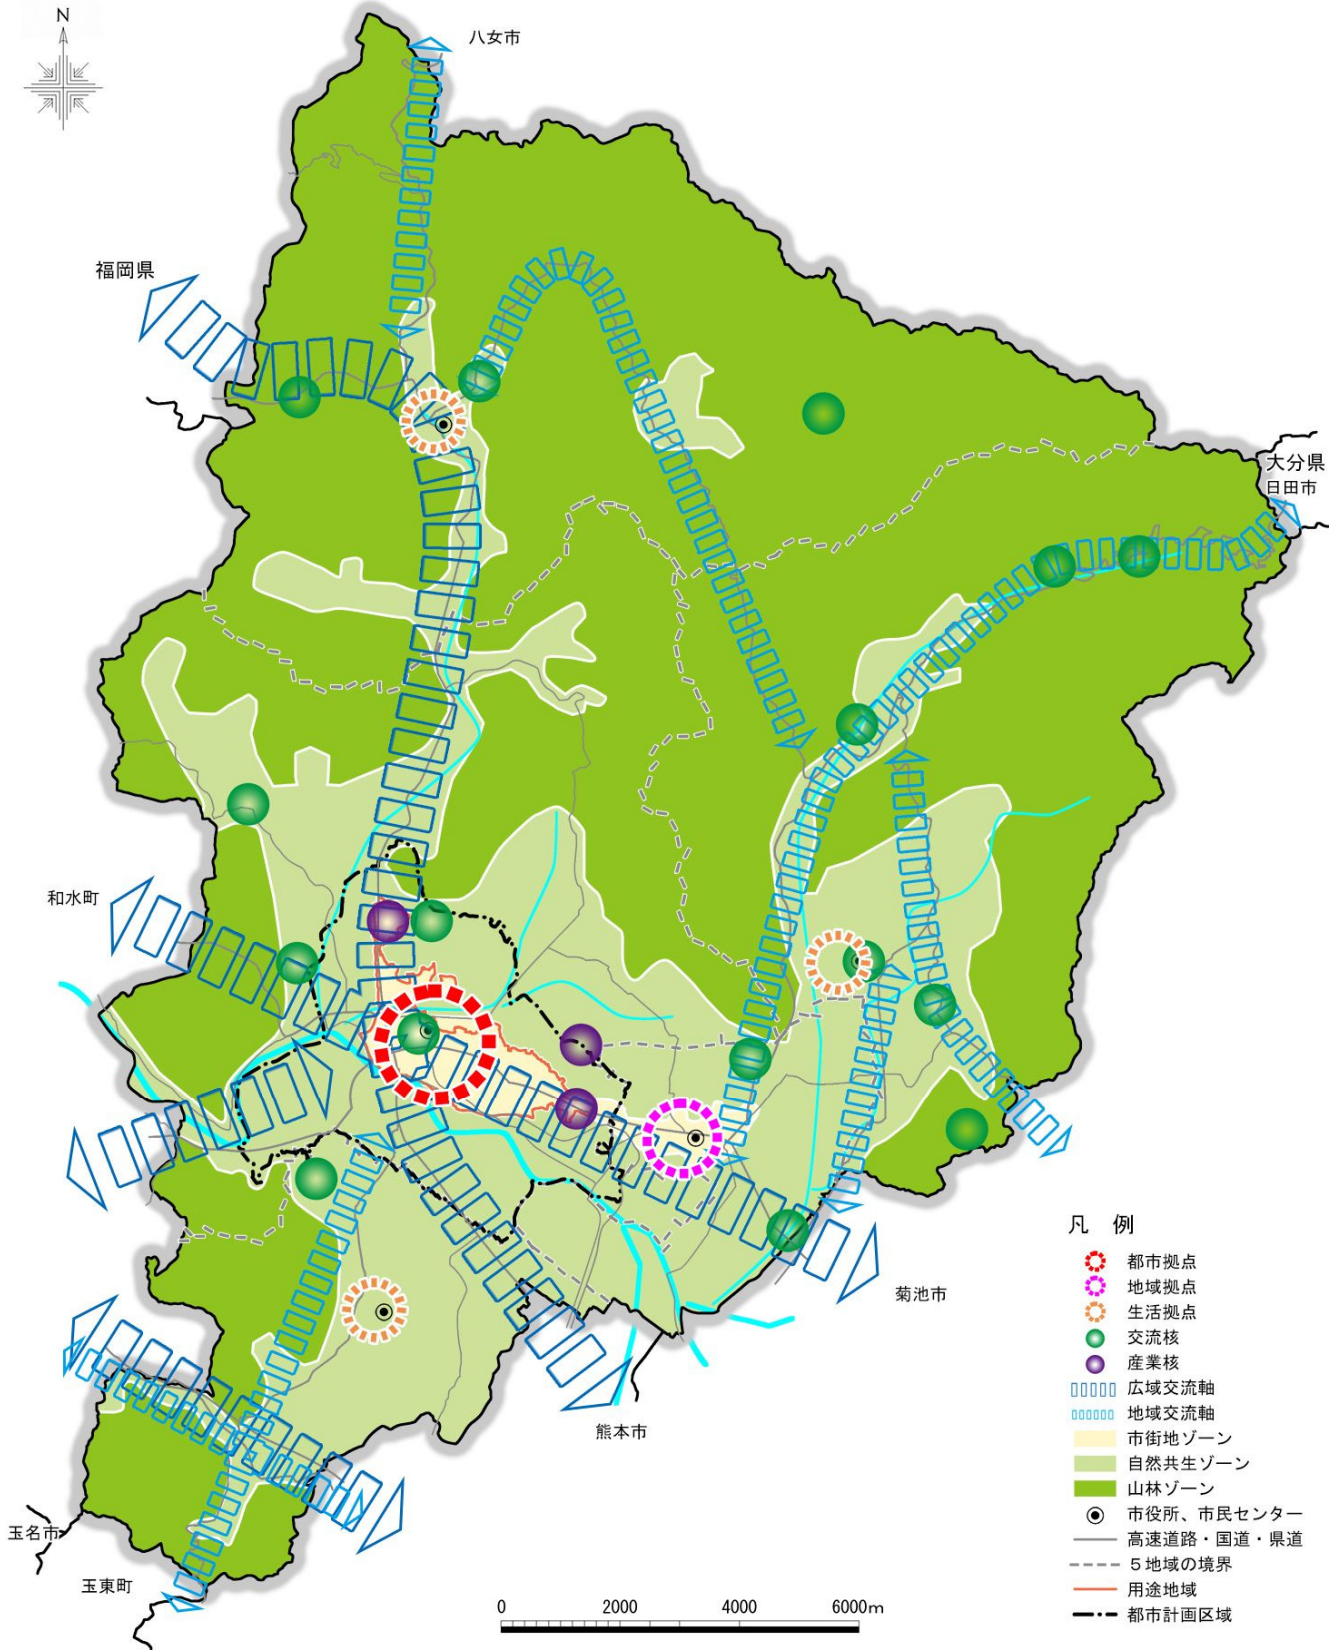 N
八女市
福岡県
大分県
日田市
和水町
菊池市
熊本市
玉名市
玉東町
凡　例
都市拠点
地域拠点
生活拠点
交流核
産業核
広域交流軸
地域交流軸
市街地ゾーン
自然共生ゾーン
山林ゾーン
市役所、市民センター
高速道路・国道・県道
５地域の境界
用途地域
都市計画区域
0 2000 4000 6000m